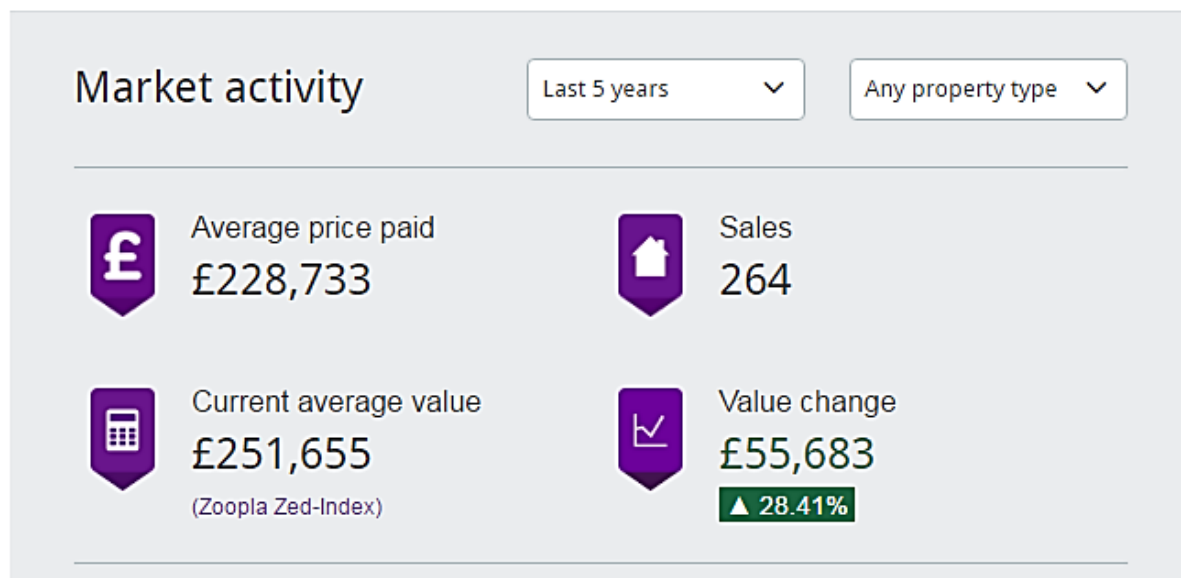 Market activity
Last 5 years
Any property type
£
Average price paid
£228,733
Sales
264
Current average value
£251,655
(Zoopla Zed-Index)
Value change
£55,683
▲ 28.41%